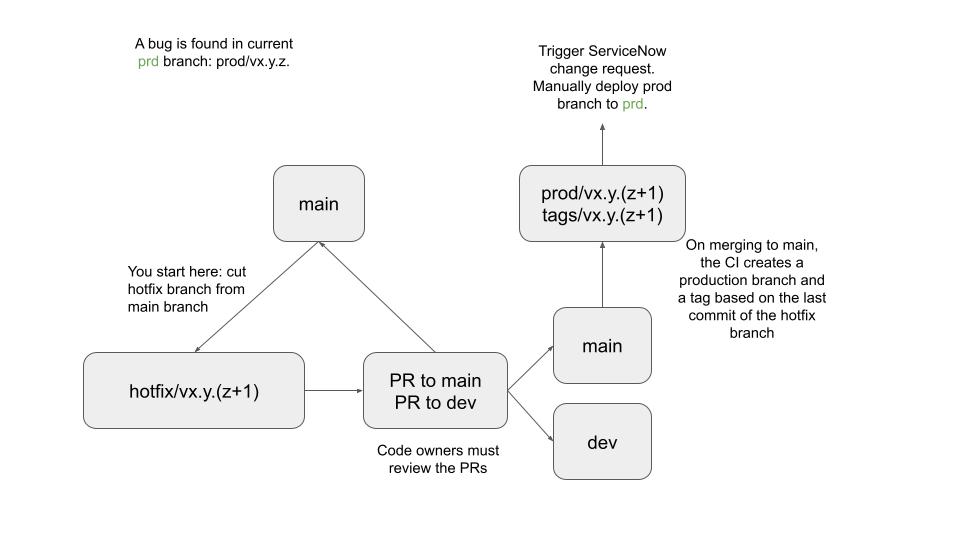 A bug is found in current
prd branch: prod/vx.y.z.
Trigger ServiceNow
change request.
Manually deploy prod
branch to prd.
main
prod/vx.y.(z+1)
tags/vx.y.(z+1)
You start here: cut
hotfix branch from
main branch
On merging to main,
the CI creates a
production branch and
a tag based on the last
commit of the hotfix
branch
hotfix/vx.y.(z+1)
PR to main
PR to dev
main
dev
Code owners must
review the PRs